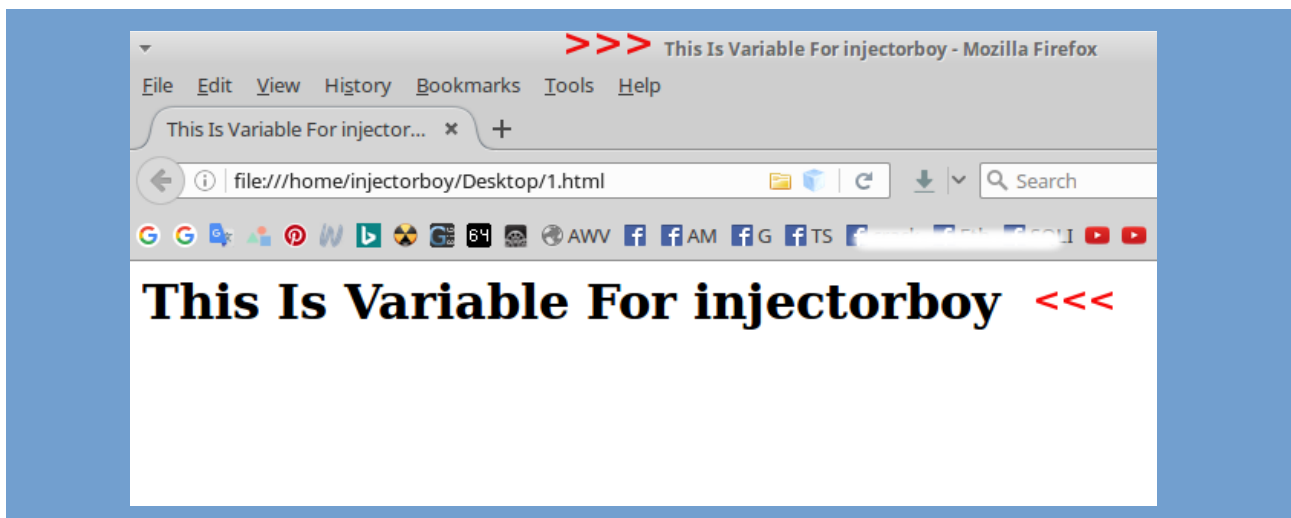 >>> This Is Variable For injectorboy - Mozilla Firefox
File Edit View History Bookmarks Tools Help
This Is Variable For injector... × +
file:///home/injectorboy/Desktop/1.html Search
64 AWV AM G TS
This Is Variable For injectorboy <<<